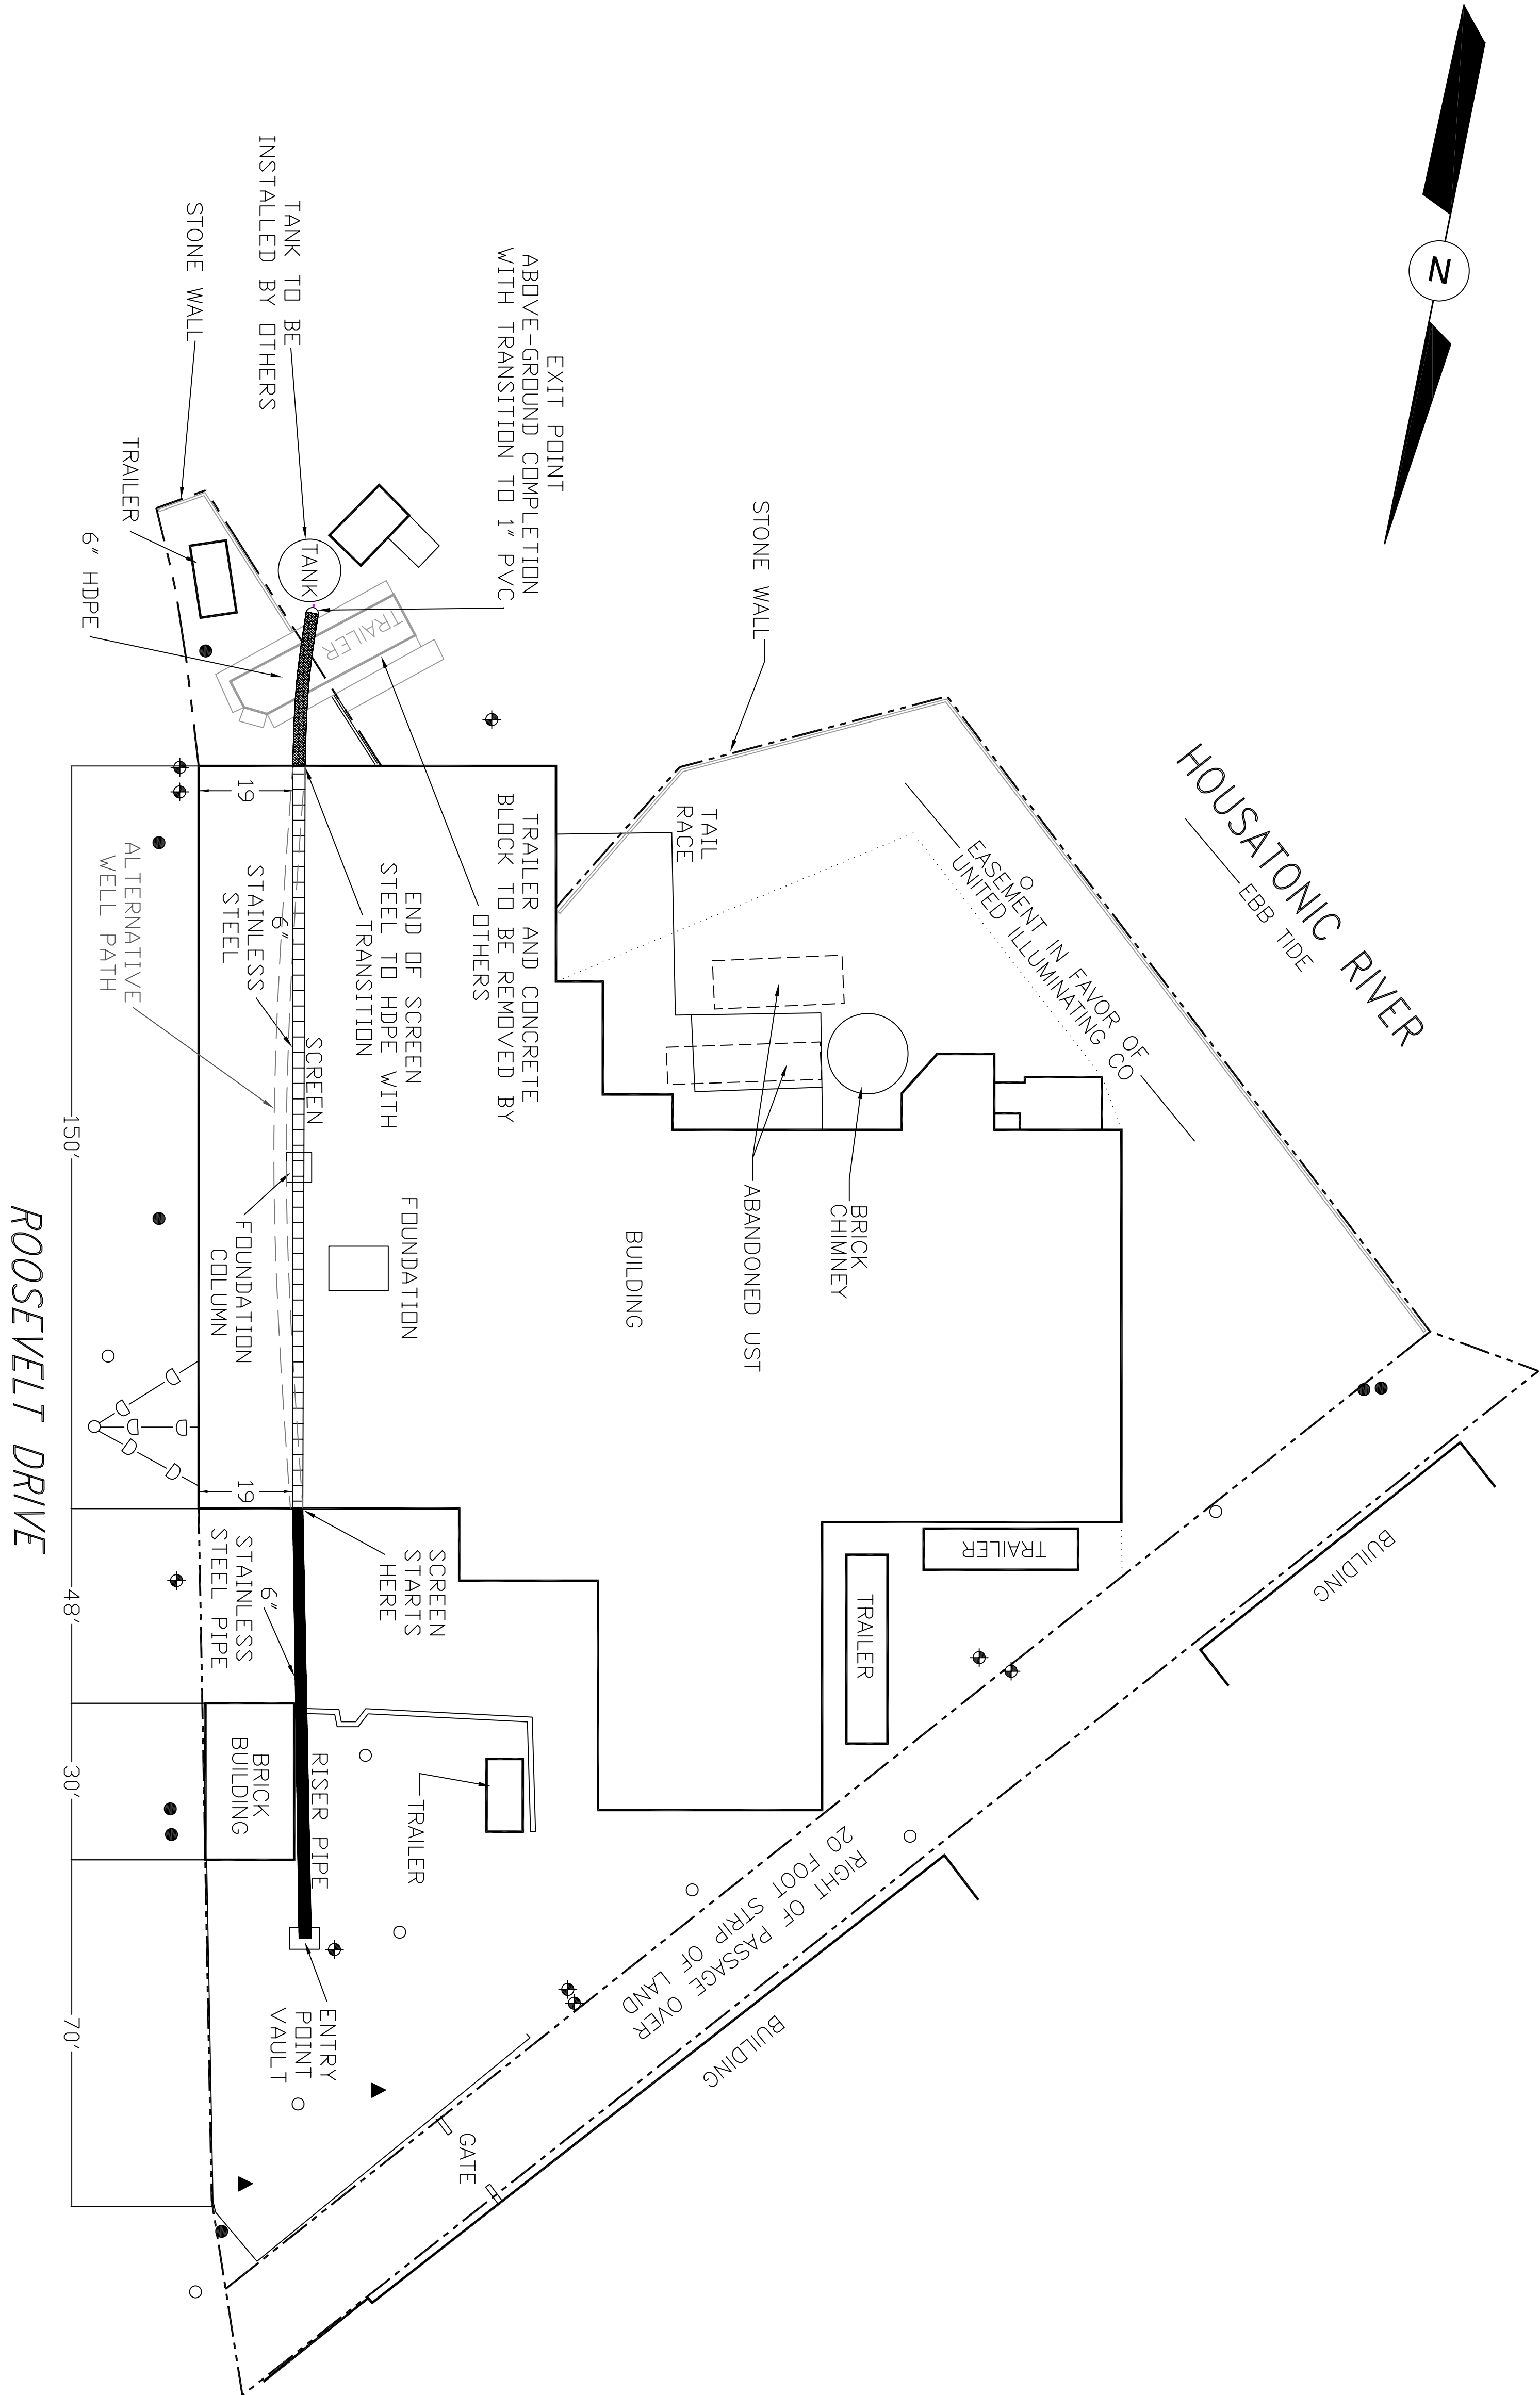 N
HOUSATONIC RIVER
EBB TIDE
STONE WALL
EASEMENT IN FAVOR OF
UNITED ILLUMINATING CO
TAIL
RACE
BRICK
CHIMNEY
ABANDONED UST
BUILDING
BUILDING
TRAILER
TRAILER
EXIT POINT
ABOVE-GROUND COMPLETION
WITH TRANSITION TO 1" PVC
TANK TO BE
INSTALLED BY OTHERS
STONE WALL
TRAILER
6" HDPE
TANK
TRAILER
TRAILER AND CONCRETE
BLOCK TO BE REMOVED BY
OTHERS
END OF SCREEN
STEEL TO HDPE WITH
TRANSITION
SCREEN
6"
STAINLESS
STEEL
19
ALTERNATIVE
WELL PATH
FOUNDATION
FOUNDATION
COLUMN
19
SCREEN
STARTS
HERE
6"
STAINLESS
STEEL PIPE
BRICK
BUILDING
RISER PIPE
TRAILER
ENTRY
POINT
VAULT
RIGHT OF PASSAGE OVER
20 FOOT STRIP OF LAND
BUILDING
GATE
150'
48'
30'
70'
ROOSEVELT DRIVE